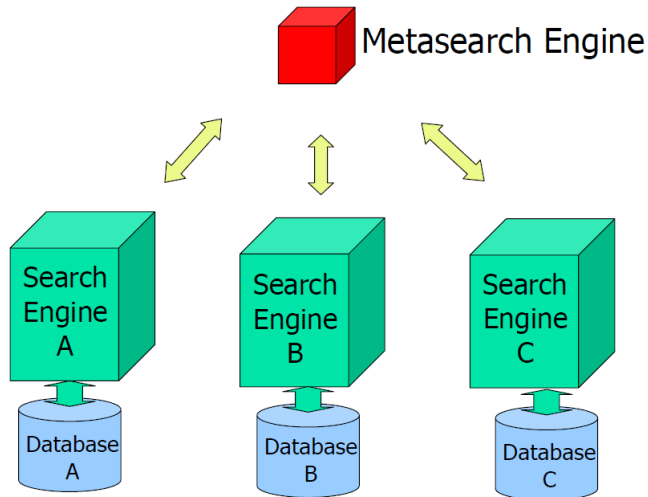 Metasearch Engine
Search
Engine
A
Search
Engine
B
Search
Engine
C
Database
A
Database
B
Database
C